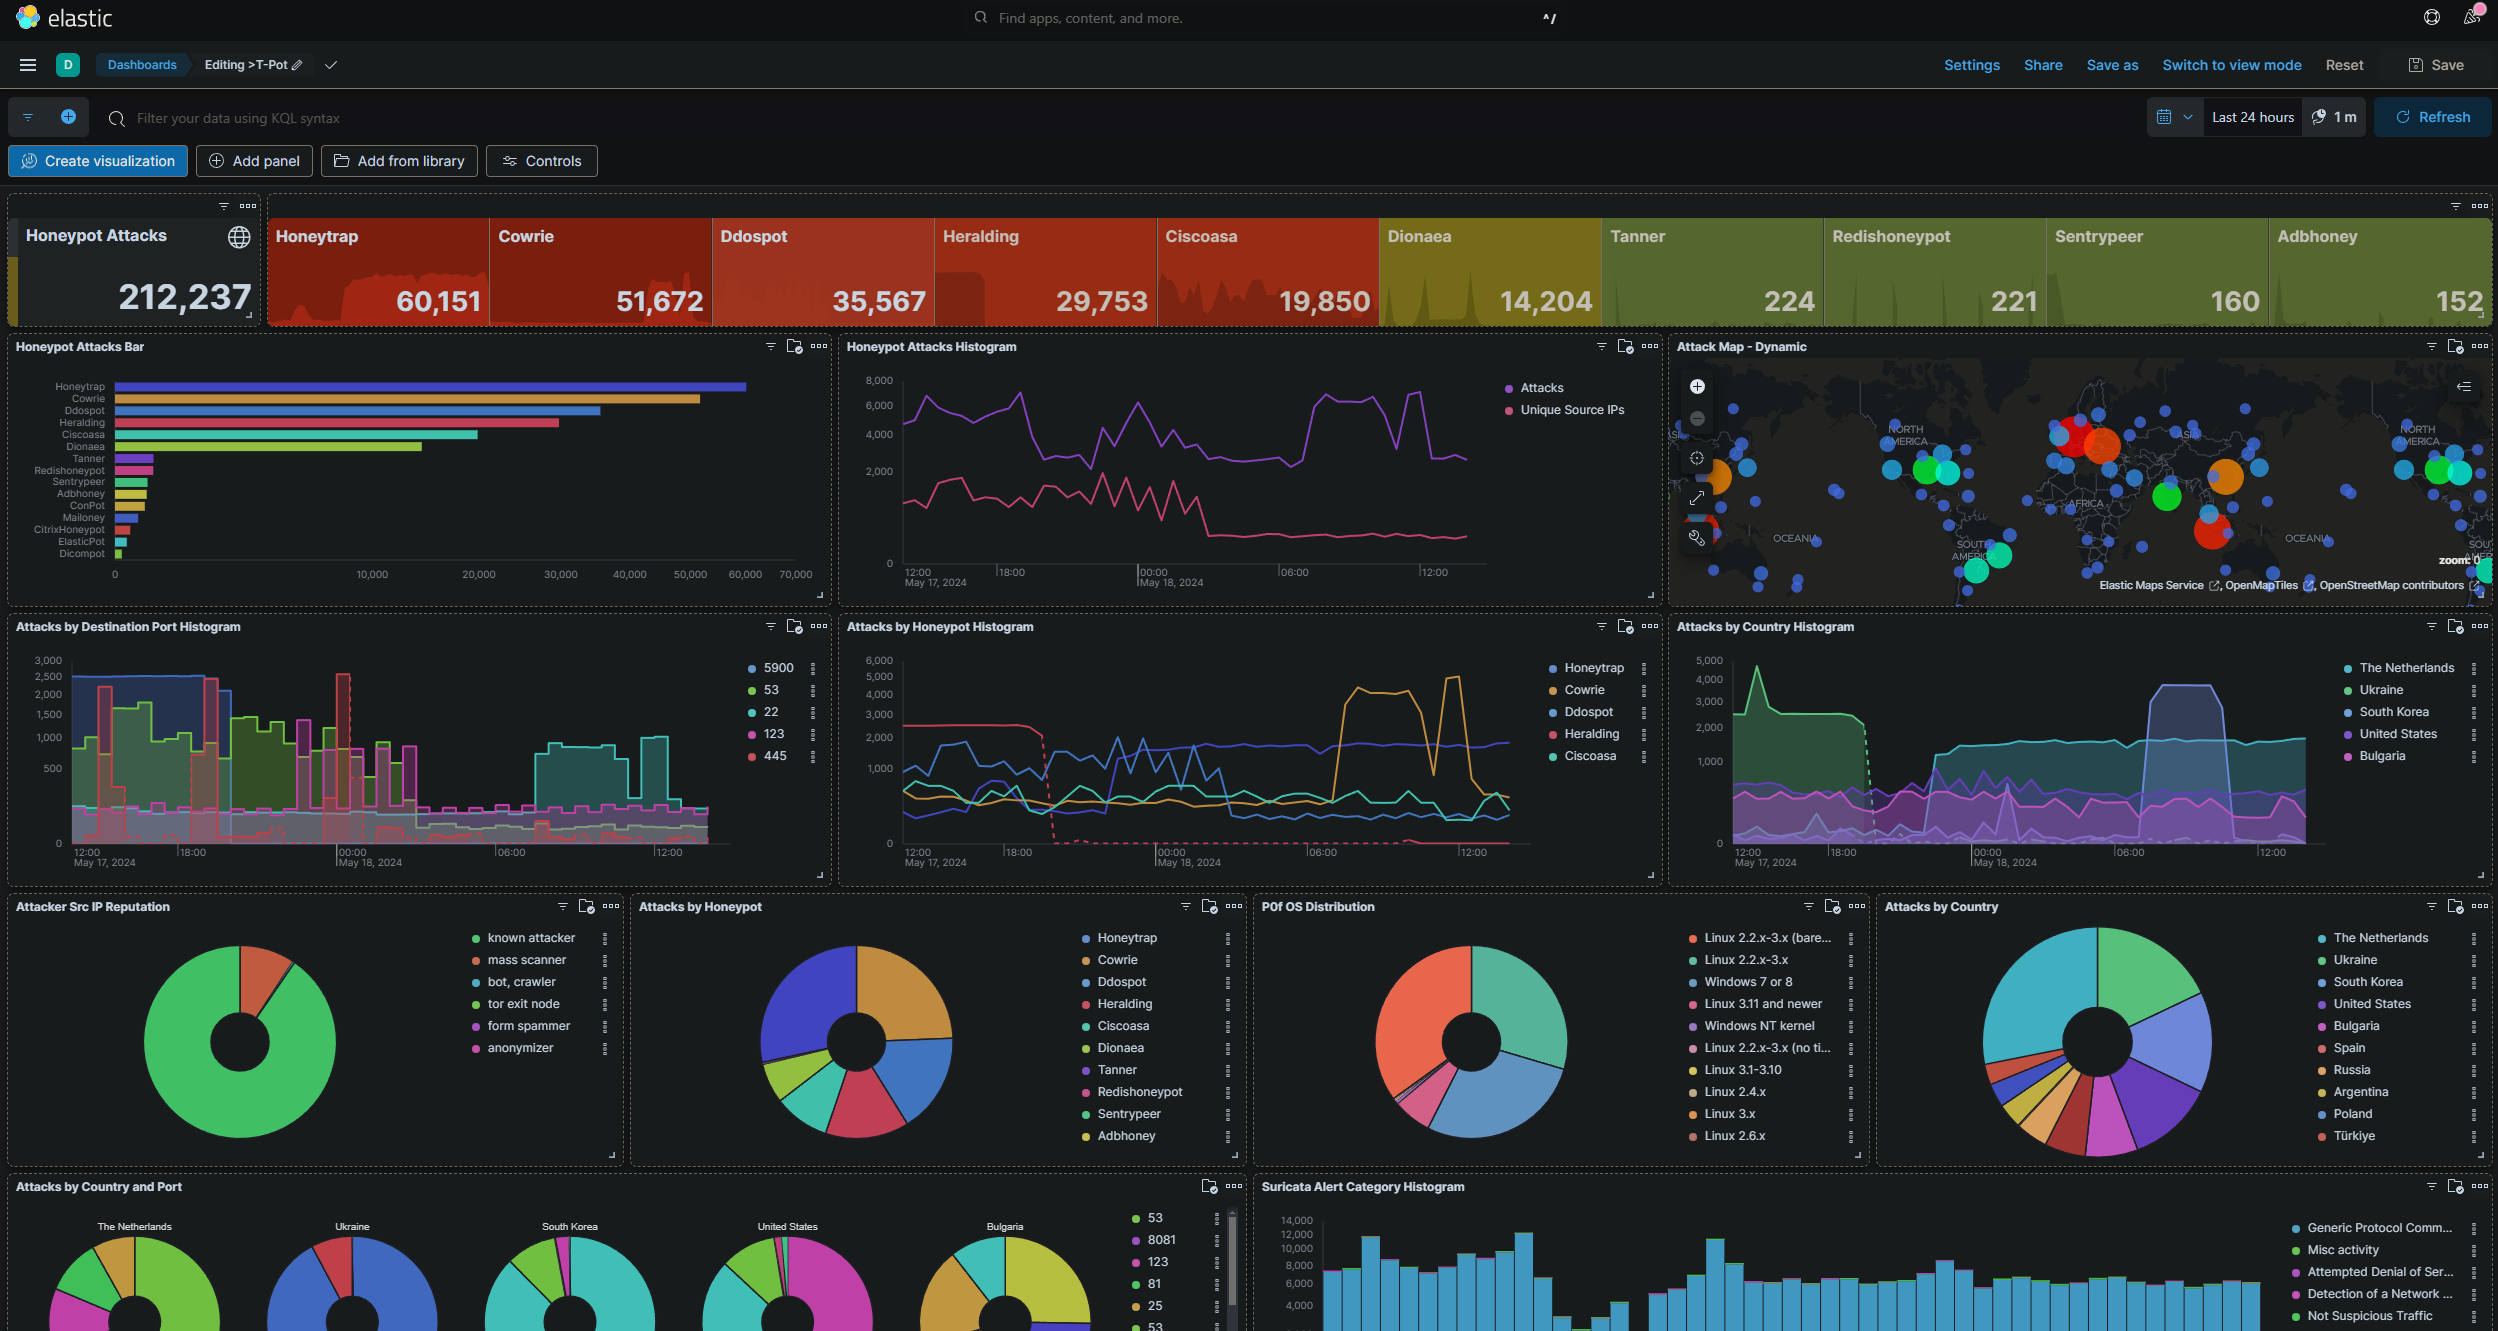 elastic
Find apps, content, and more.
^/
D
Dashboards
Editing >T-Pot
Settings
Share
Save as
Switch to view mode
Reset
Save
Filter your data using KQL syntax
Last 24 hours
1 m
Refresh
Create visualization
Add panel
Add from library
Controls
Honeypot Attacks
212,237
Honeytrap
60,151
Cowrie
51,672
Ddospot
35,567
Heralding
29,753
Ciscoasa
19,850
Dionaea
14,204
Tanner
224
Redishoneypot
221
Sentrypeer
160
Adbhoney
152
Honeypot Attacks Bar
Honeytrap
Cowrie
Ddospot
Heralding
Ciscoasa
Dionaea
Tanner
Redishoneypot
Sentrypeer
Adbhoney
ConPot
Mailoney
CitrixHoneypot
ElasticPot
Dicompot
0
10,000
20,000
30,000
40,000
50,000
60,000
70,000
Honeypot Attacks Histogram
8,000
6,000
4,000
2,000
0
12:00
May 17, 2024
18:00
00:00
May 18, 2024
06:00
12:00
Attacks
Unique Source IPs
Attack Map - Dynamic
NORTH
AMERICA
ASIA
NORTH
AMERICA
AFRICA
OCEANIA
SOUTH
AMERICA
OCEANIA
zoom: 0
Elastic Maps Service , OpenMapTiles , OpenStreetMap contributors
Attacks by Destination Port Histogram
3,000
2,500
2,000
1,500
1,000
500
0
12:00
May 17, 2024
18:00
00:00
May 18, 2024
06:00
12:00
5900
53
22
123
445
Attacks by Honeypot Histogram
6,000
5,000
4,000
3,000
2,000
1,000
0
12:00
May 17, 2024
18:00
00:00
May 18, 2024
06:00
12:00
Honeytrap
Cowrie
Ddospot
Heralding
Ciscoasa
Attacks by Country Histogram
5,000
4,000
3,000
2,000
1,000
0
12:00
May 17, 2024
18:00
00:00
May 18, 2024
06:00
12:00
The Netherlands
Ukraine
South Korea
United States
Bulgaria
Attacker Src IP Reputation
known attacker
mass scanner
bot, crawler
tor exit node
form spammer
anonymizer
Attacks by Honeypot
Honeytrap
Cowrie
Ddospot
Heralding
Ciscoasa
Dionaea
Tanner
Redishoneypot
Sentrypeer
Adbhoney
P0f OS Distribution
Linux 2.2.x-3.x (bare...
Linux 2.2.x-3.x
Windows 7 or 8
Linux 3.11 and newer
Windows NT kernel
Linux 2.2.x-3.x (no ti...
Linux 3.1-3.10
Linux 2.4.x
Linux 3.x
Linux 2.6.x
Attacks by Country
The Netherlands
Ukraine
South Korea
United States
Bulgaria
Spain
Russia
Argentina
Poland
Türkiye
Attacks by Country and Port
The Netherlands
Ukraine
South Korea
United States
Bulgaria
53
8081
123
81
25
53
Suricata Alert Category Histogram
14,000
12,000
10,000
8,000
6,000
4,000
Generic Protocol Comm...
Misc activity
Attempted Denial of Ser...
Detection of a Network ...
Not Suspicious Traffic